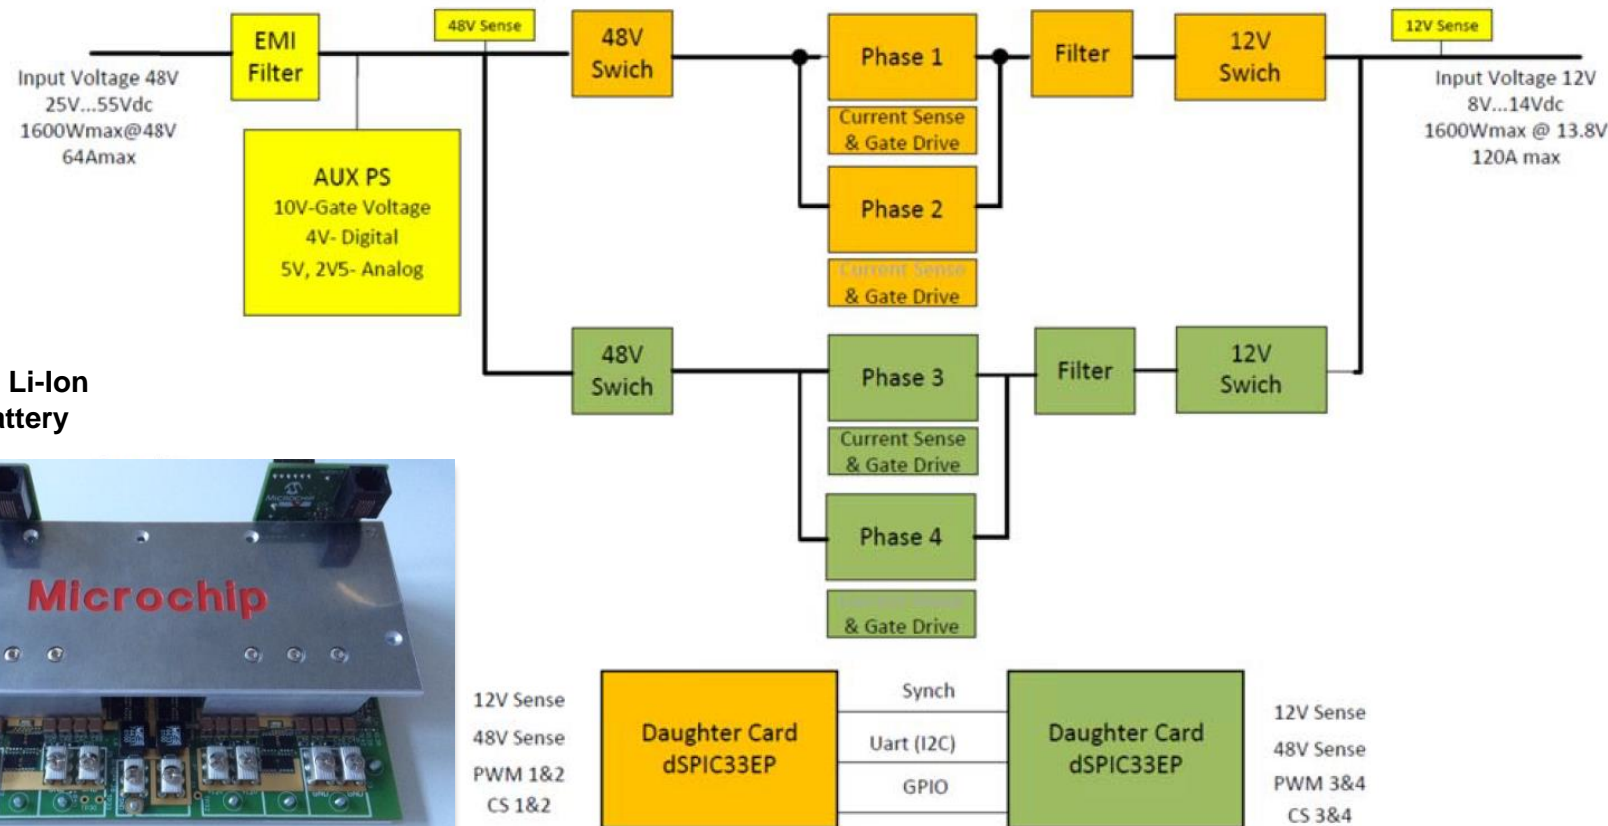 48V Sense
12V Sense
EMI
Filter
48V
Swich
Phase 1
Filter
12V
Swich
Input Voltage 48V
25V...55Vdc
1600Wmax@48V
64Amax
Input Voltage 12V
8V...14Vdc
1600Wmax @ 13.8V
120A max
Current Sense
& Gate Drive
AUX PS
10V-Gate Voltage
4V- Digital
5V, 2V5- Analog
Phase 2
Current Sense
& Gate Drive
48V
Swich
Phase 3
Filter
12V
Swich
Li-Ion
attery
Current Sense
& Gate Drive
Phase 4
& Gate Drive
MICROCHIP
Microchip
12V Sense
48V Sense
PWM 1&2
CS 1&2
Daughter Card
dSPIC33EP
Synch
Uart (I2C)
GPIO
Daughter Card
dSPIC33EP
12V Sense
48V Sense
PWM 3&4
CS 3&4